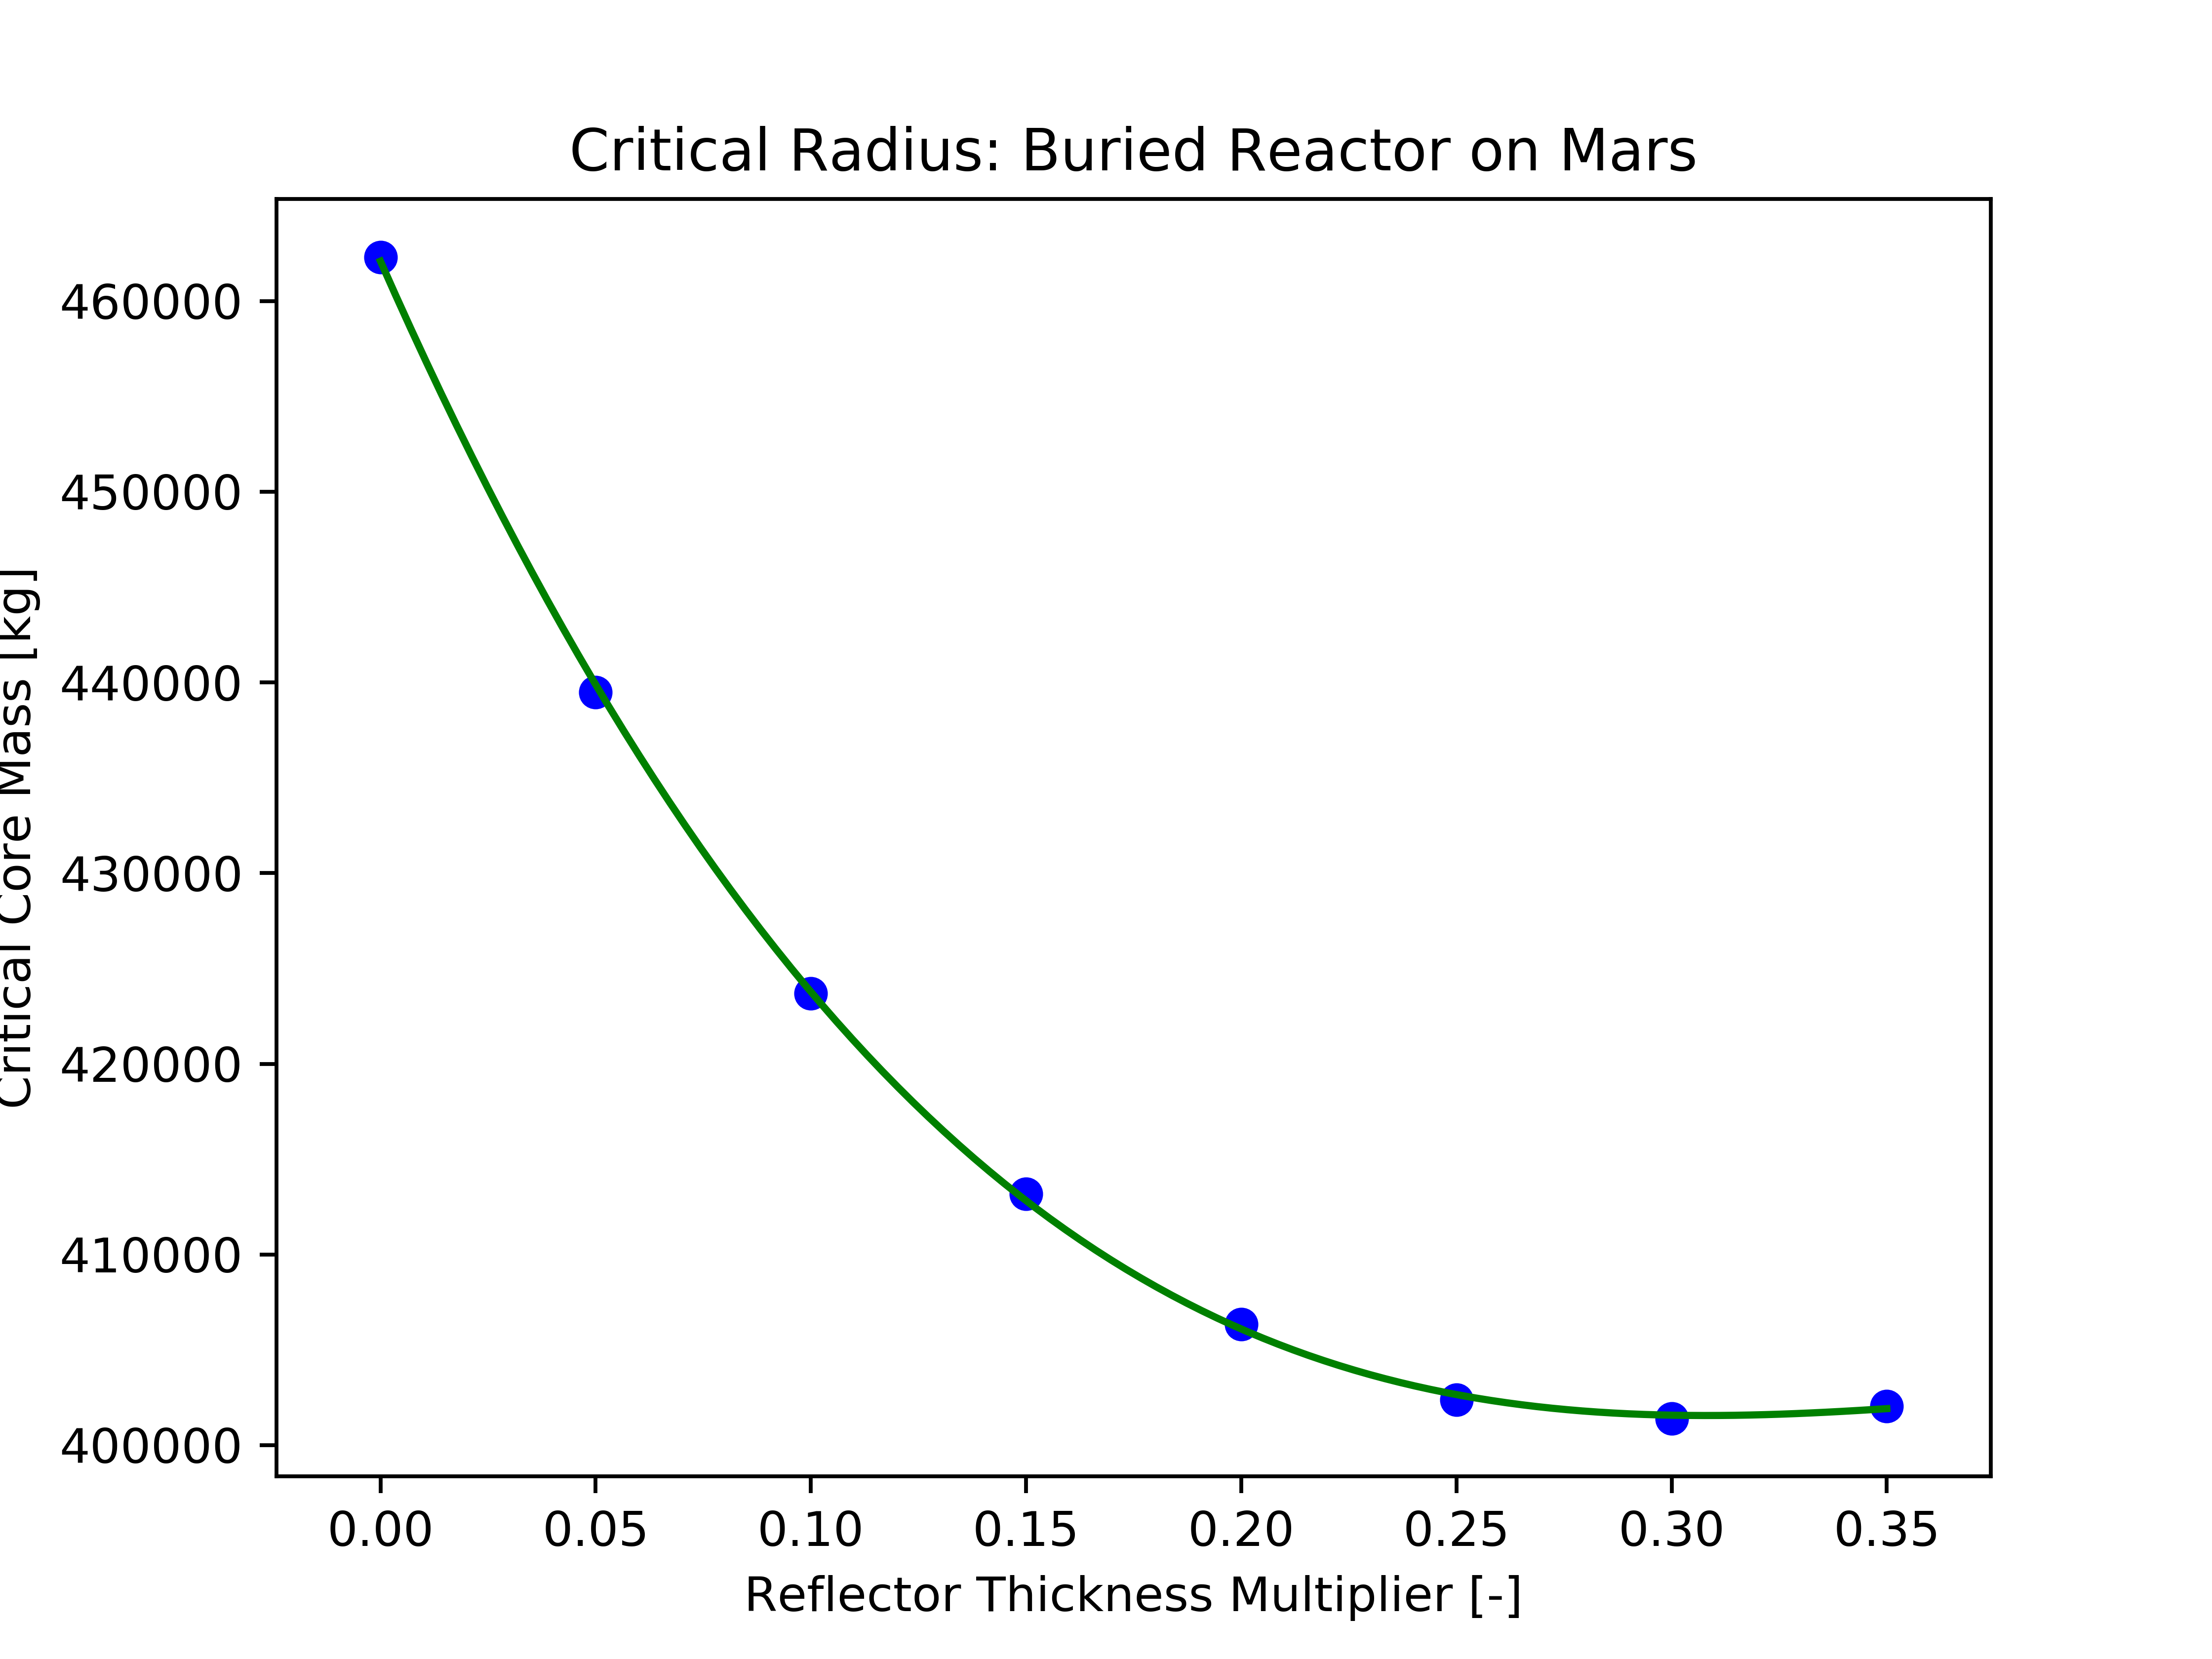 Critical Radius: Buried Reactor on Mars
Critical Core Mass [kg]
460000
450000
440000
430000
420000
410000
400000
0.00 0.05 0.10 0.15 0.20 0.25 0.30 0.35
Reflector Thickness Multiplier [-]